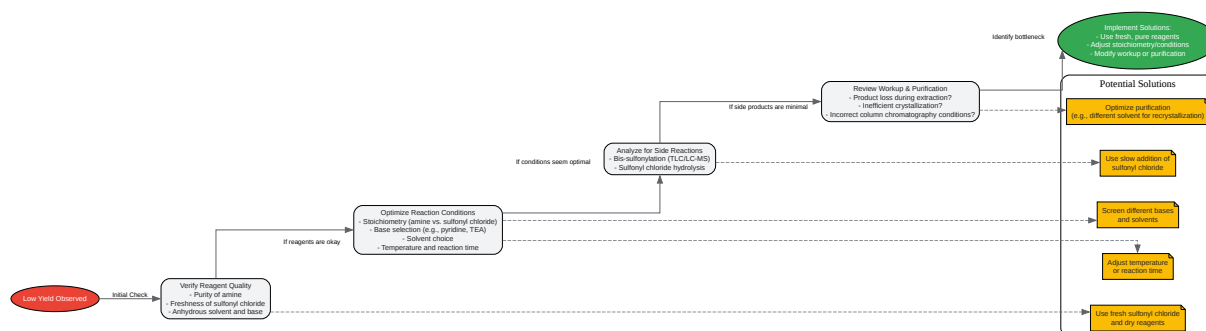 Low Yield Observed
Initial Check
Verify Reagent Quality
- Purity of amine
- Freshness of sulfonyl chloride
- Anhydrous solvent and base
If reagents are okay
Optimize Reaction Conditions
- Stoichiometry (amine vs. sulfonyl chloride)
- Base selection (e.g., pyridine, TEA)
- Solvent choice
- Temperature and reaction time
If conditions seem optimal
Analyze for Side Reactions
- Bis-sulfonylation (TLC/LC-MS)
- Sulfonyl chloride hydrolysis
If side products are minimal
Review Workup & Purification
- Product loss during extraction?
- Inefficient crystallization?
- Incorrect column chromatography conditions?
Identify bottleneck
Implement Solutions:
- Use fresh, pure reagents
- Adjust stoichiometry/conditions
- Modify workup or purification
Potential Solutions
Optimize purification
(e.g., different solvent for recrystallization)
Use slow addition of
sulfonyl chloride
Screen different bases
and solvents
Adjust temperature
or reaction time
Use fresh sulfonyl chloride
and dry reagents